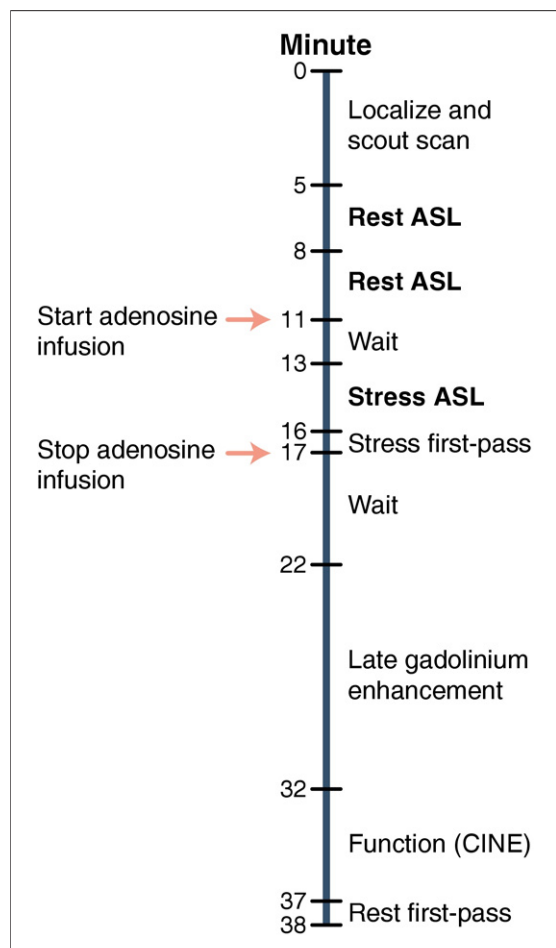 Minute
0
Localize and
scout scan
5
Rest ASL
8
Rest ASL
Start adenosine
infusion
11
Wait
13
Stress ASL
16
Stress first-pass
Stop adenosine
infusion
17
Wait
22
Late gadolinium
enhancement
32
Function (CINE)
37
Rest first-pass
38